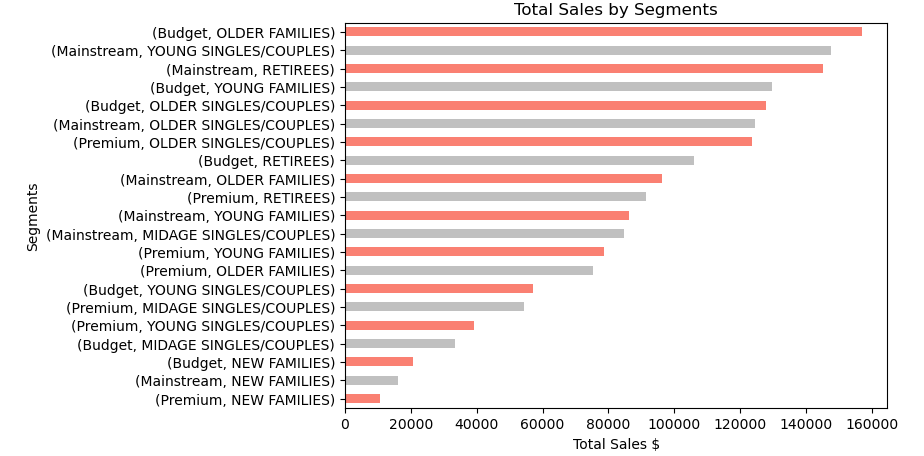 Total Sales by Segments
(Budget, OLDER FAMILIES)
(Mainstream, YOUNG SINGLES/COUPLES)
(Mainstream, RETIREES)
(Budget, YOUNG FAMILIES)
(Budget, OLDER SINGLES/COUPLES)
(Mainstream, OLDER SINGLES/COUPLES)
(Premium, OLDER SINGLES/COUPLES)
(Budget, RETIREES)
(Mainstream, OLDER FAMILIES)
(Premium, RETIREES)
(Mainstream, YOUNG FAMILIES)
(Mainstream, MIDAGE SINGLES/COUPLES)
(Premium, YOUNG FAMILIES)
(Premium, OLDER FAMILIES)
(Budget, YOUNG SINGLES/COUPLES)
(Premium, MIDAGE SINGLES/COUPLES)
(Premium, YOUNG SINGLES/COUPLES)
(Budget, MIDAGE SINGLES/COUPLES)
(Budget, NEW FAMILIES)
(Mainstream, NEW FAMILIES)
(Premium, NEW FAMILIES)
Segments
0 20000 40000 60000 80000 100000 120000 140000 160000
Total Sales $